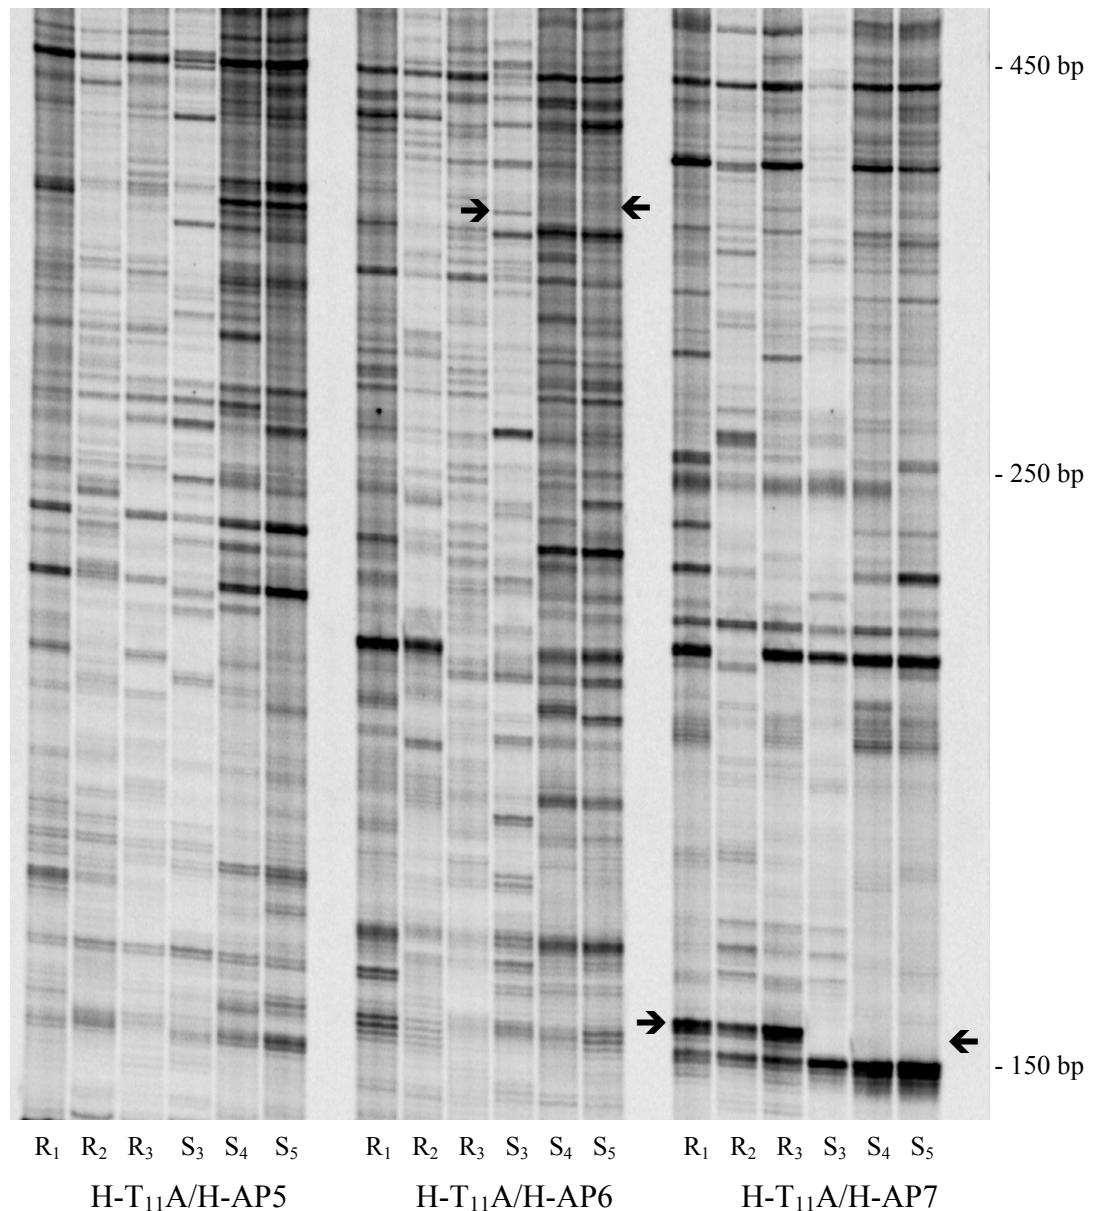 - 450 bp
- 250 bp
- 150 bp
R₁ R₂ R₃ S₃ S₄ S₅ R₁ R₂ R₃ S₃ S₄ S₅ R₁ R₂ R₃ S₃ S₄ S₅
H-T₁₁A/H-AP5 H-T₁₁A/H-AP6 H-T₁₁A/H-AP7